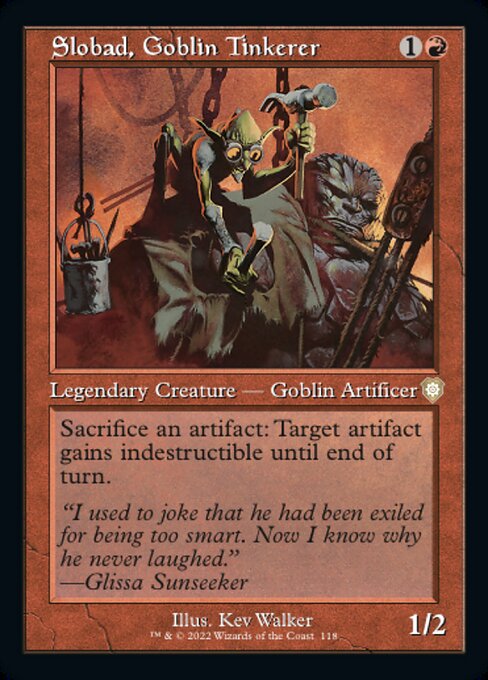 Slobad, Goblin Tinkerer 1
Legendary Creature — Goblin Artificer
Sacrifice an artifact: Target artifact
gains indestructible until end of
turn.
“I used to joke that he had been exiled
for being too smart. Now I know why
he never laughed.”
—Glissa Sunseeker
Illus. Kev Walker
™ & © 2022 Wizards of the Coast 118
1/2